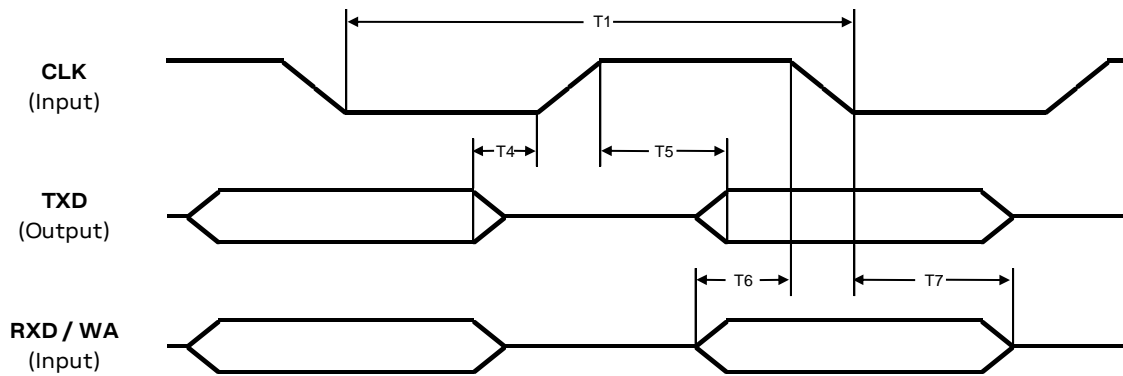 T1
CLK
(Input)
T4
T5
TXD
(Output)
T6
T7
RXD / WA
(Input)